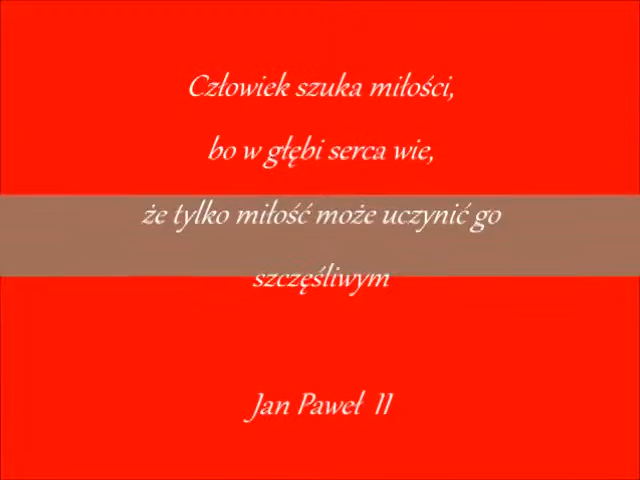 Człowiek szuka miłości,
bo w głębi serca wie,
że tylko miłość może uczynić go
szczęśliwym
Jan Paweł II